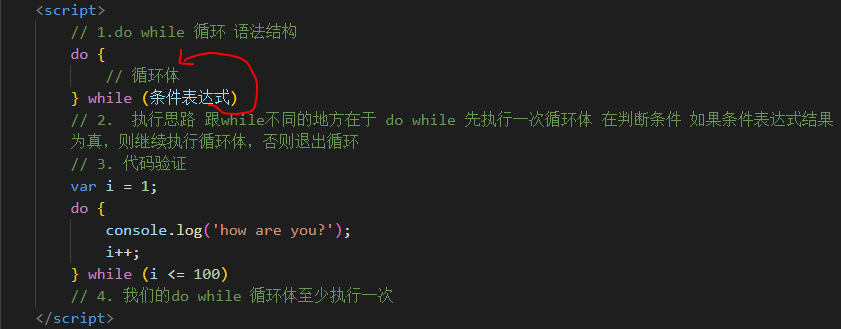 <script>
// 1.do while 循环 语法结构
do {
// 循环体
} while (条件表达式)
// 2. 执行思路 跟while不同的地方在于 do while 先执行一次循环体 在判断条件 如果条件表达式结果
为真，则继续执行循环体，否则退出循环
// 3. 代码验证
var i = 1;
do {
console.log('how are you?');
i++;
} while (i <= 100)
// 4. 我们的do while 循环体至少执行一次
</script>